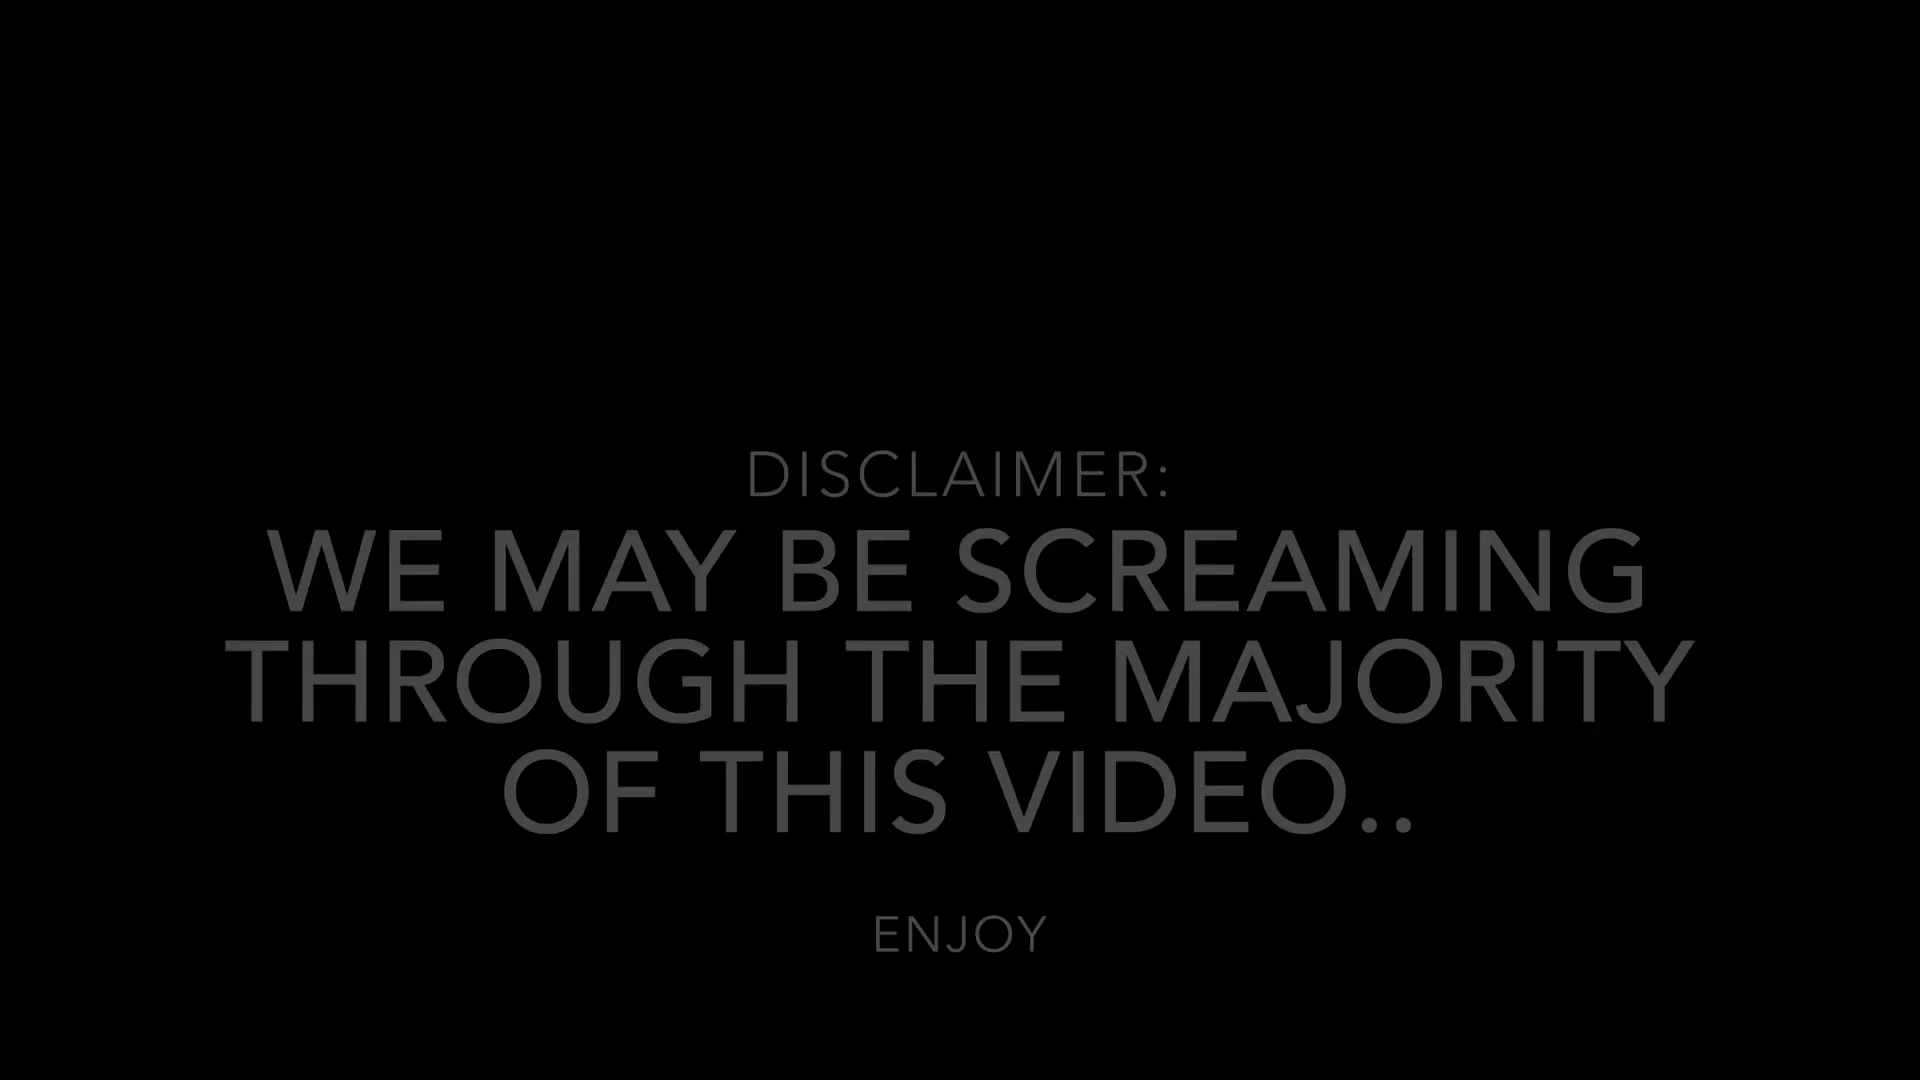 DISCLAIMER:
WE MAY BE SCREAMING
THROUGH THE MAJORITY
OF THIS VIDEO..
ENJOY